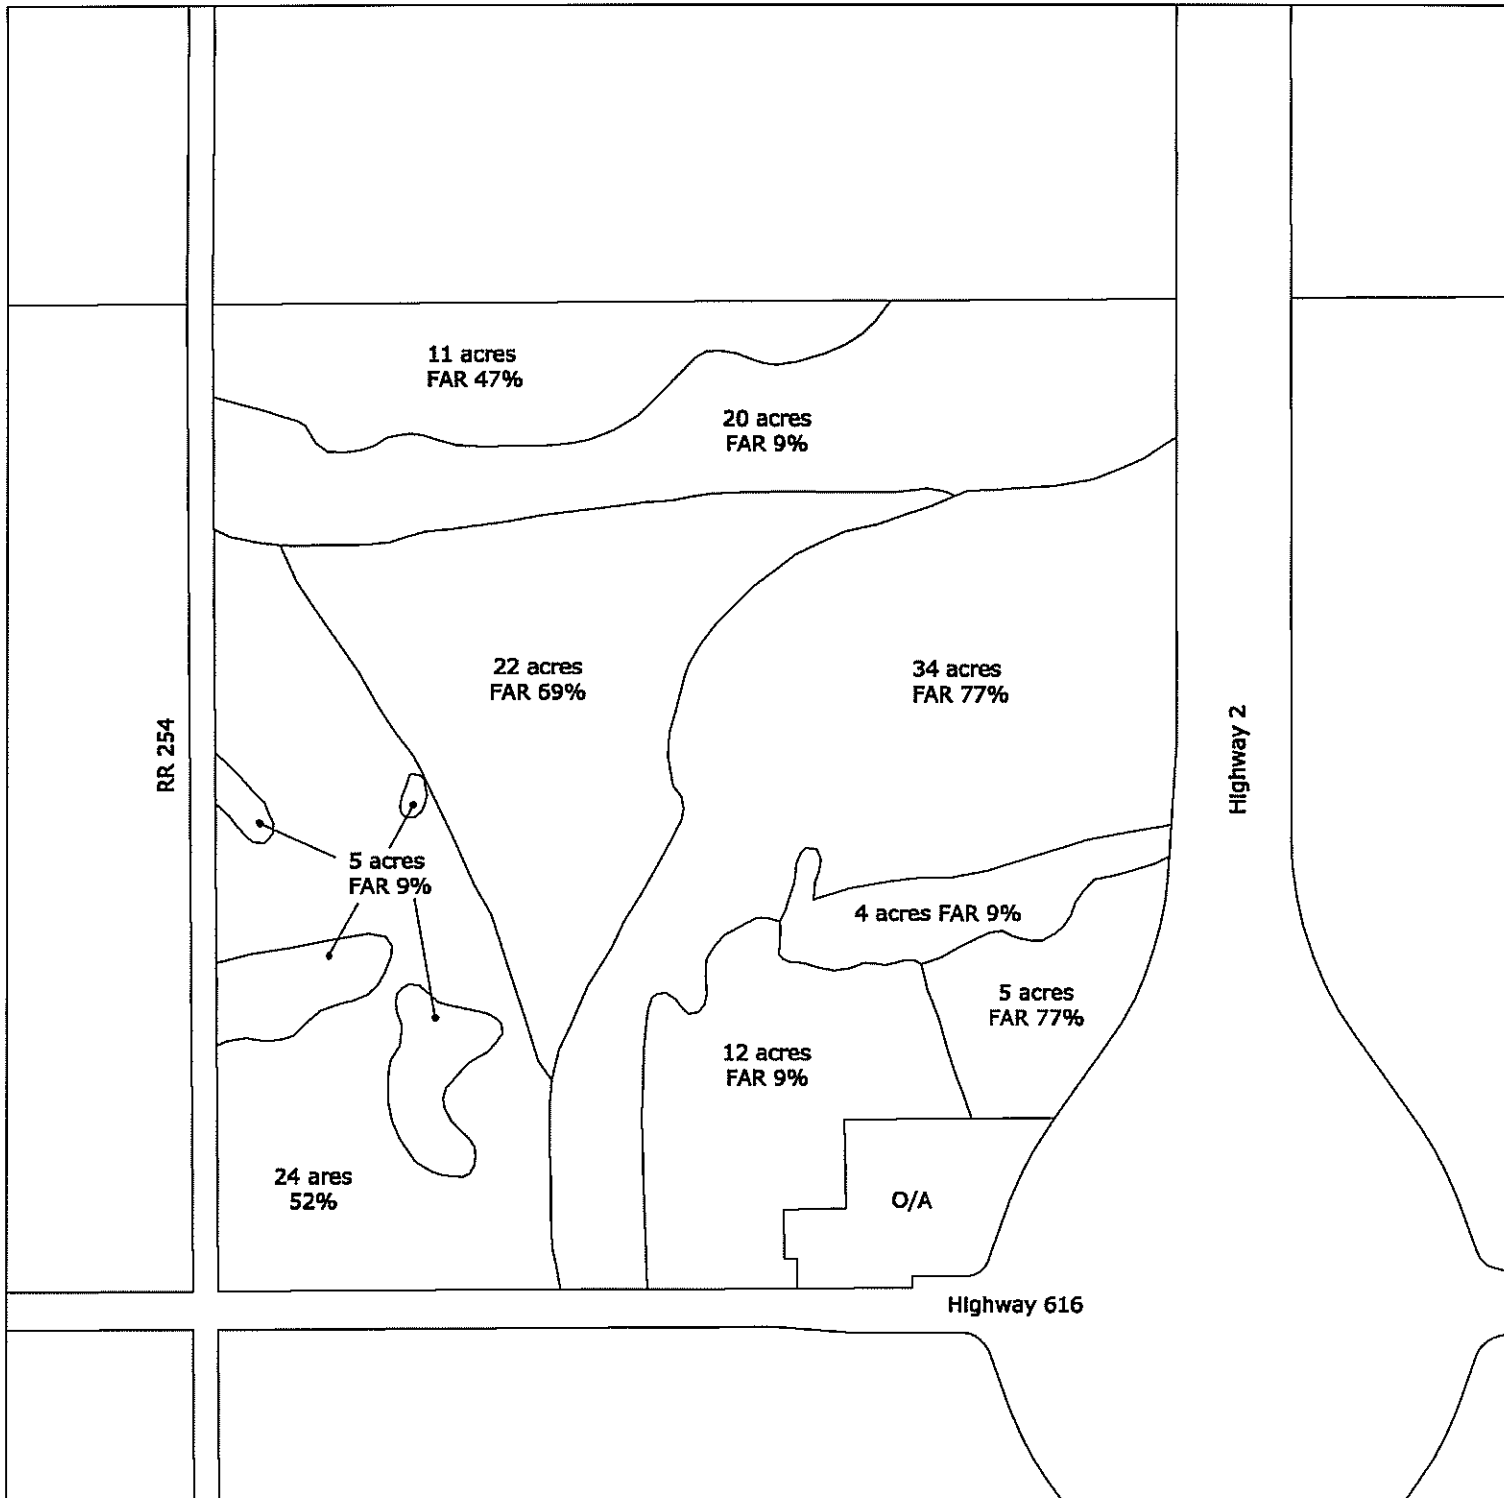 11 acres
FAR 47%
20 acres
FAR 9%
22 acres
FAR 69%
34 acres
FAR 77%
RR 254
Highway 2
5 acres
FAR 9%
4 acres FAR 9%
5 acres
FAR 77%
12 acres
FAR 9%
24 ares
52%
O/A
Highway 616